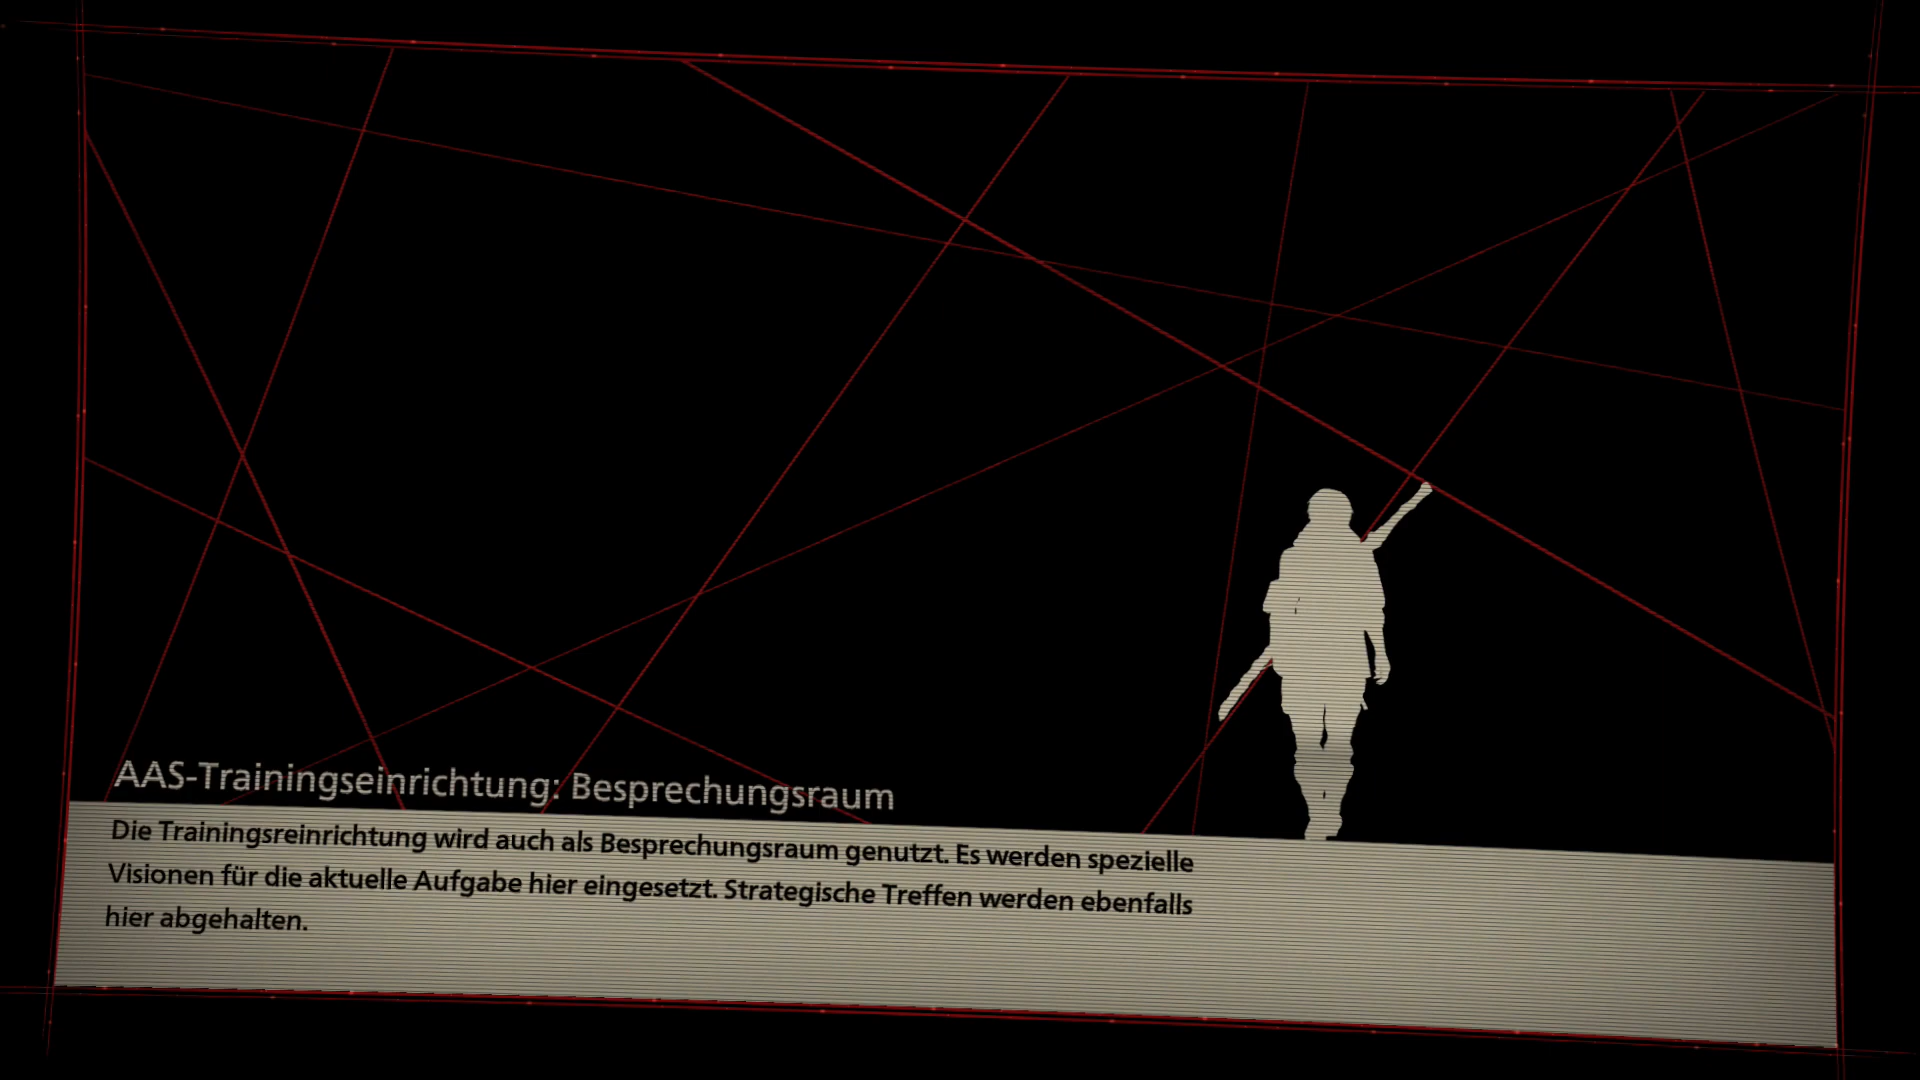 AAS-Trainingseinrichtung: Besprechungsraum
Die Trainingsreinrichtung wird auch als Besprechungsraum genutzt. Es werden spezielle
Visionen für die aktuelle Aufgabe hier eingesetzt. Strategische Treffen werden ebenfalls
hier abgehalten.